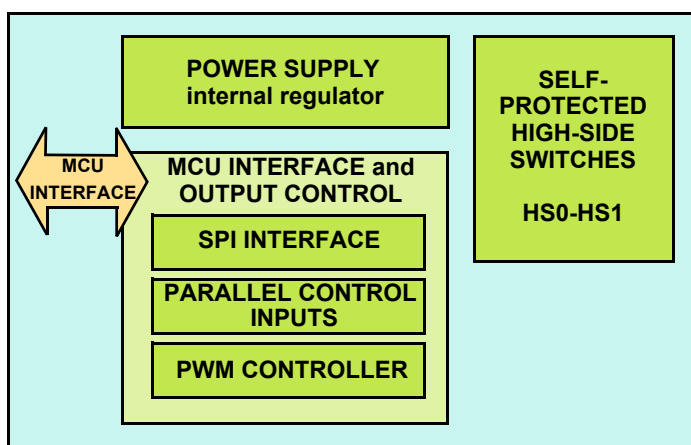 POWER SUPPLY
internal regulator
SELF-
PROTECTED
HIGH-SIDE
SWITCHES
HS0-HS1
MCU
INTERFACE
MCU INTERFACE and
OUTPUT CONTROL
SPI INTERFACE
PARALLEL CONTROL
INPUTS
PWM CONTROLLER